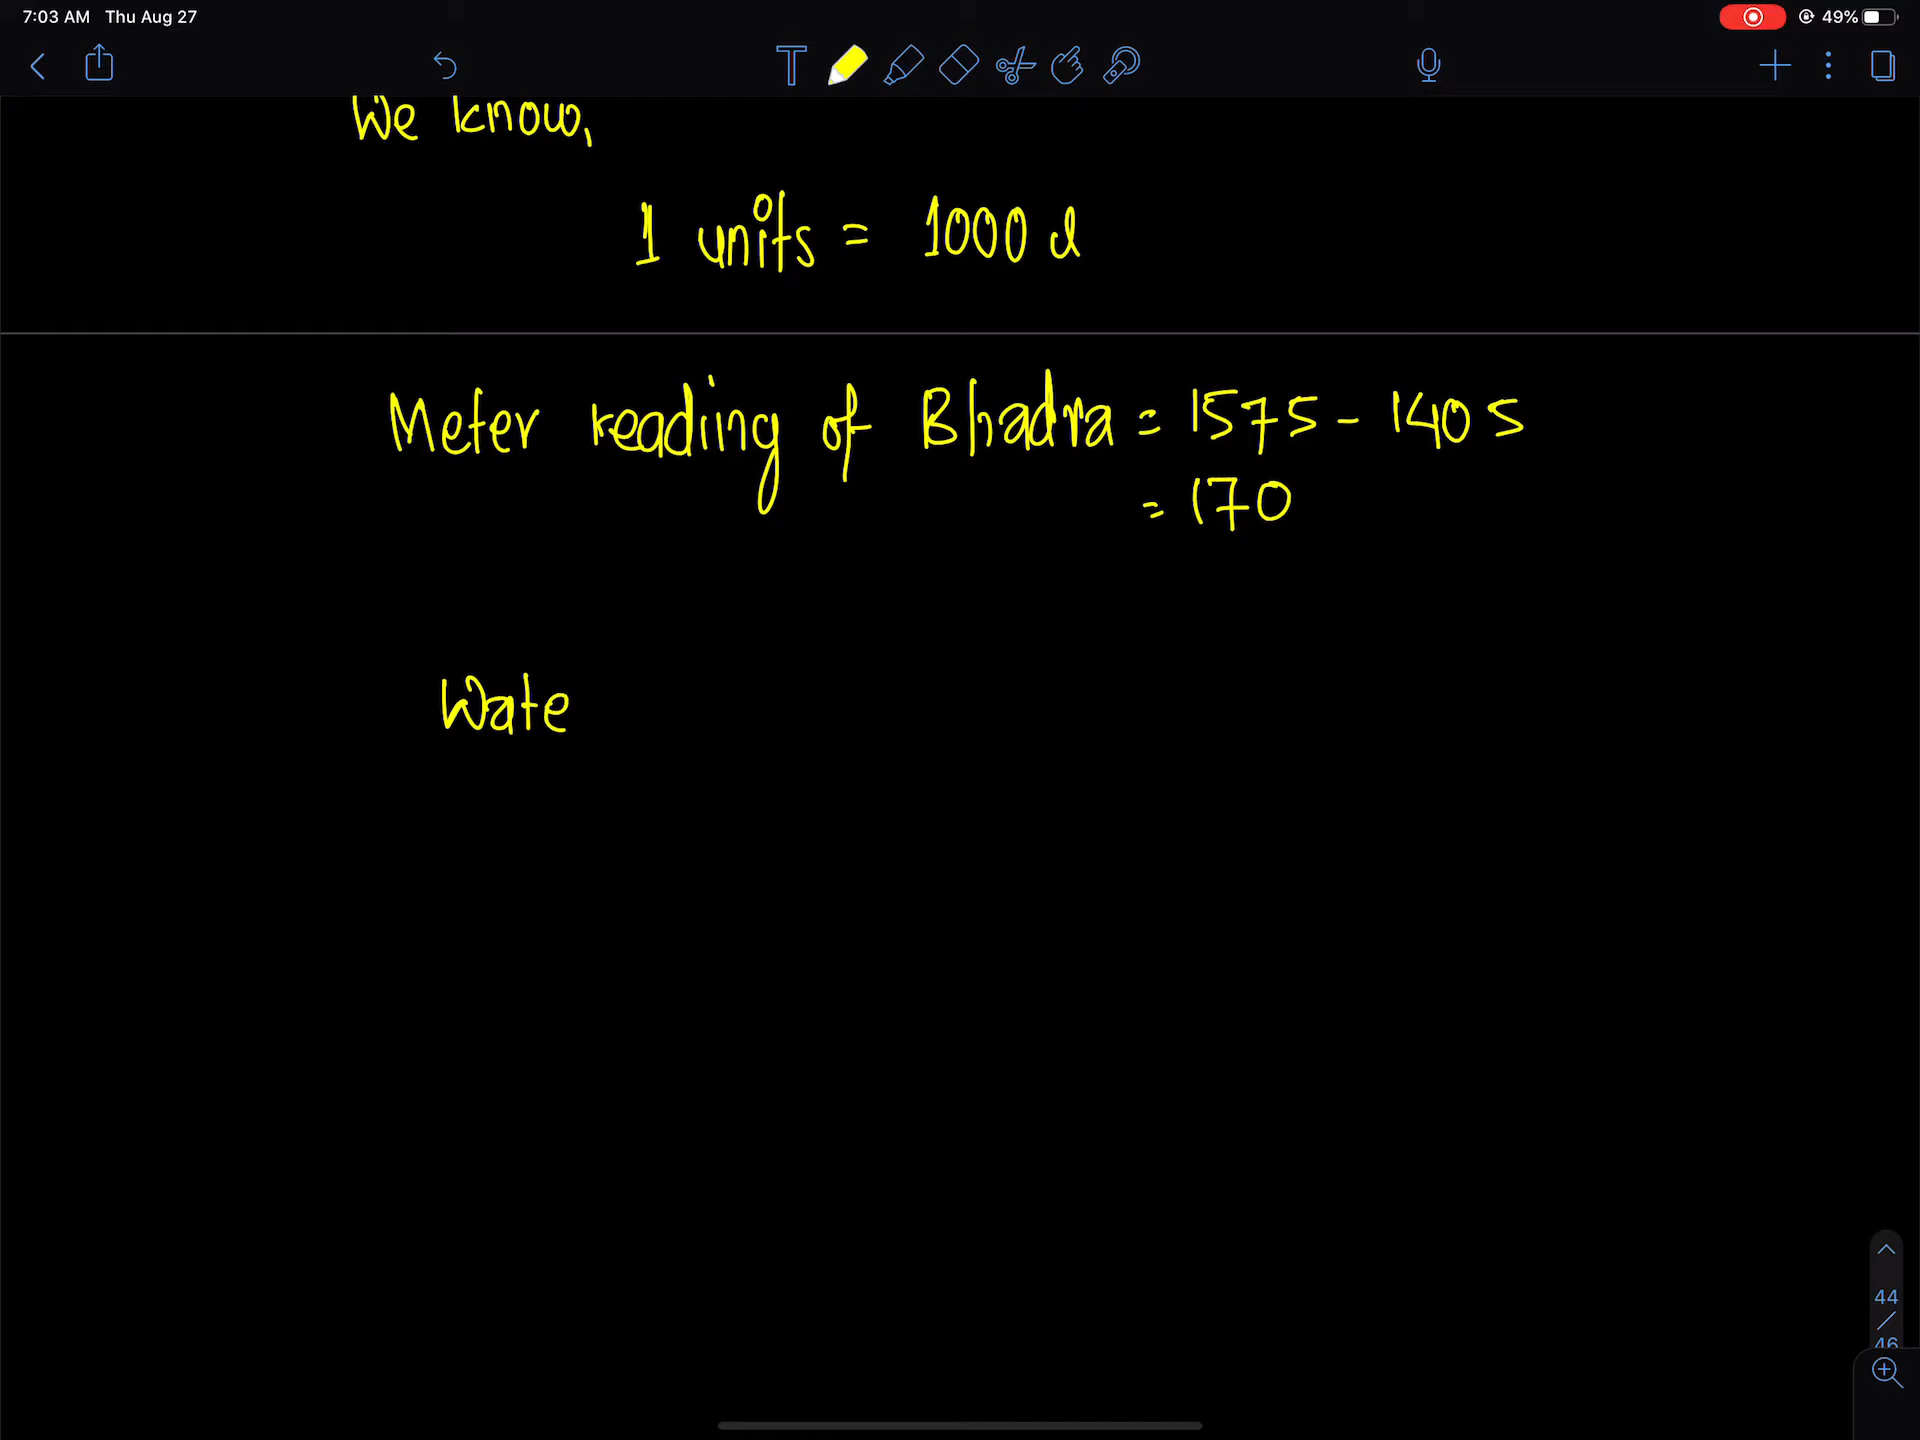 7:03 AM Thu Aug 27
49%
We know,
1 units = 1000 l
Meter reading of Bhadra = 1575 - 1405
= 170
Wate
44
/
46